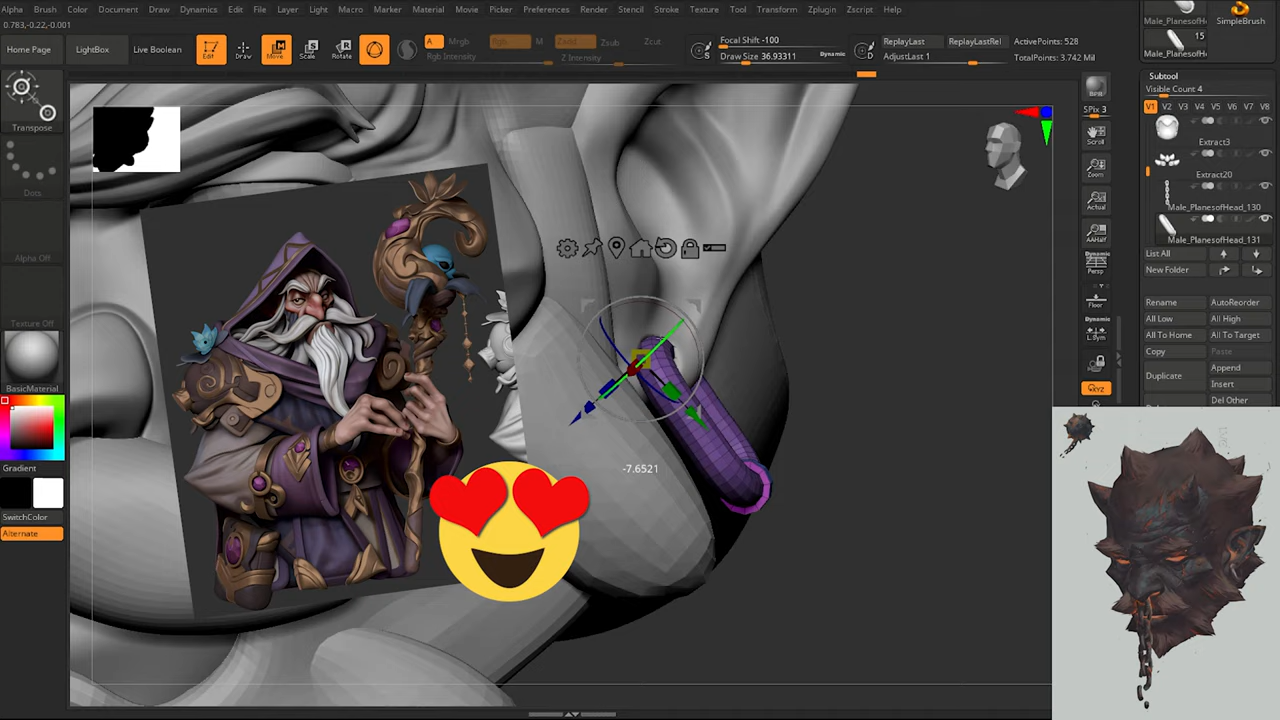 Alpha Brush Color Document Draw Dynamics Edit File Layer Light Macro Marker Material Movie Picker Preferences Render Stencil Stroke Texture Tool Transform Zplugin Zscript Help
0.783,-0.22,-0.001
Home Page LightBox Live Boolean
Edit Draw Move Scale Rotate
A Mrgb Rgb M Zadd Zsub Zcut
Rgb Intensity Z Intensity
Focal Shift -100
Draw Size 36.93311 Dynamic
ReplayLast ReplayLastRel
AdjustLast 1
ActivePoints: 528
TotalPoints: 3.742 Mil
Male_PlanesofH
SimpleBrush
15
Male_PlanesofH
Transpose
Dots
Alpha Off
Texture Off
BasicMaterial
Gradient
SwitchColor
Alternate
-7.6521
BPR
SPix 3
Scroll
Zoom
Actual
AAHalf
Dynamic
Persp
Floor
Dynamic
L.Sym
XYZ
Subtool
Visible Count 4
V1 V2 V3 V4 V5 V6 V7 V8
Extract3
Extract20
Male_PlanesofHead_130
Male_PlanesofHead_131
List All
New Folder
Rename AutoReorder
All Low All High
All To Home All To Target
Copy Paste
Duplicate Append
Insert
Del Other